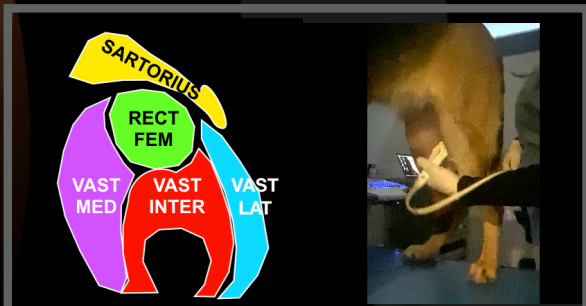 SARTORIUS
RECT
FEM
VAST
MED
VAST
INTER
VAST
LAT